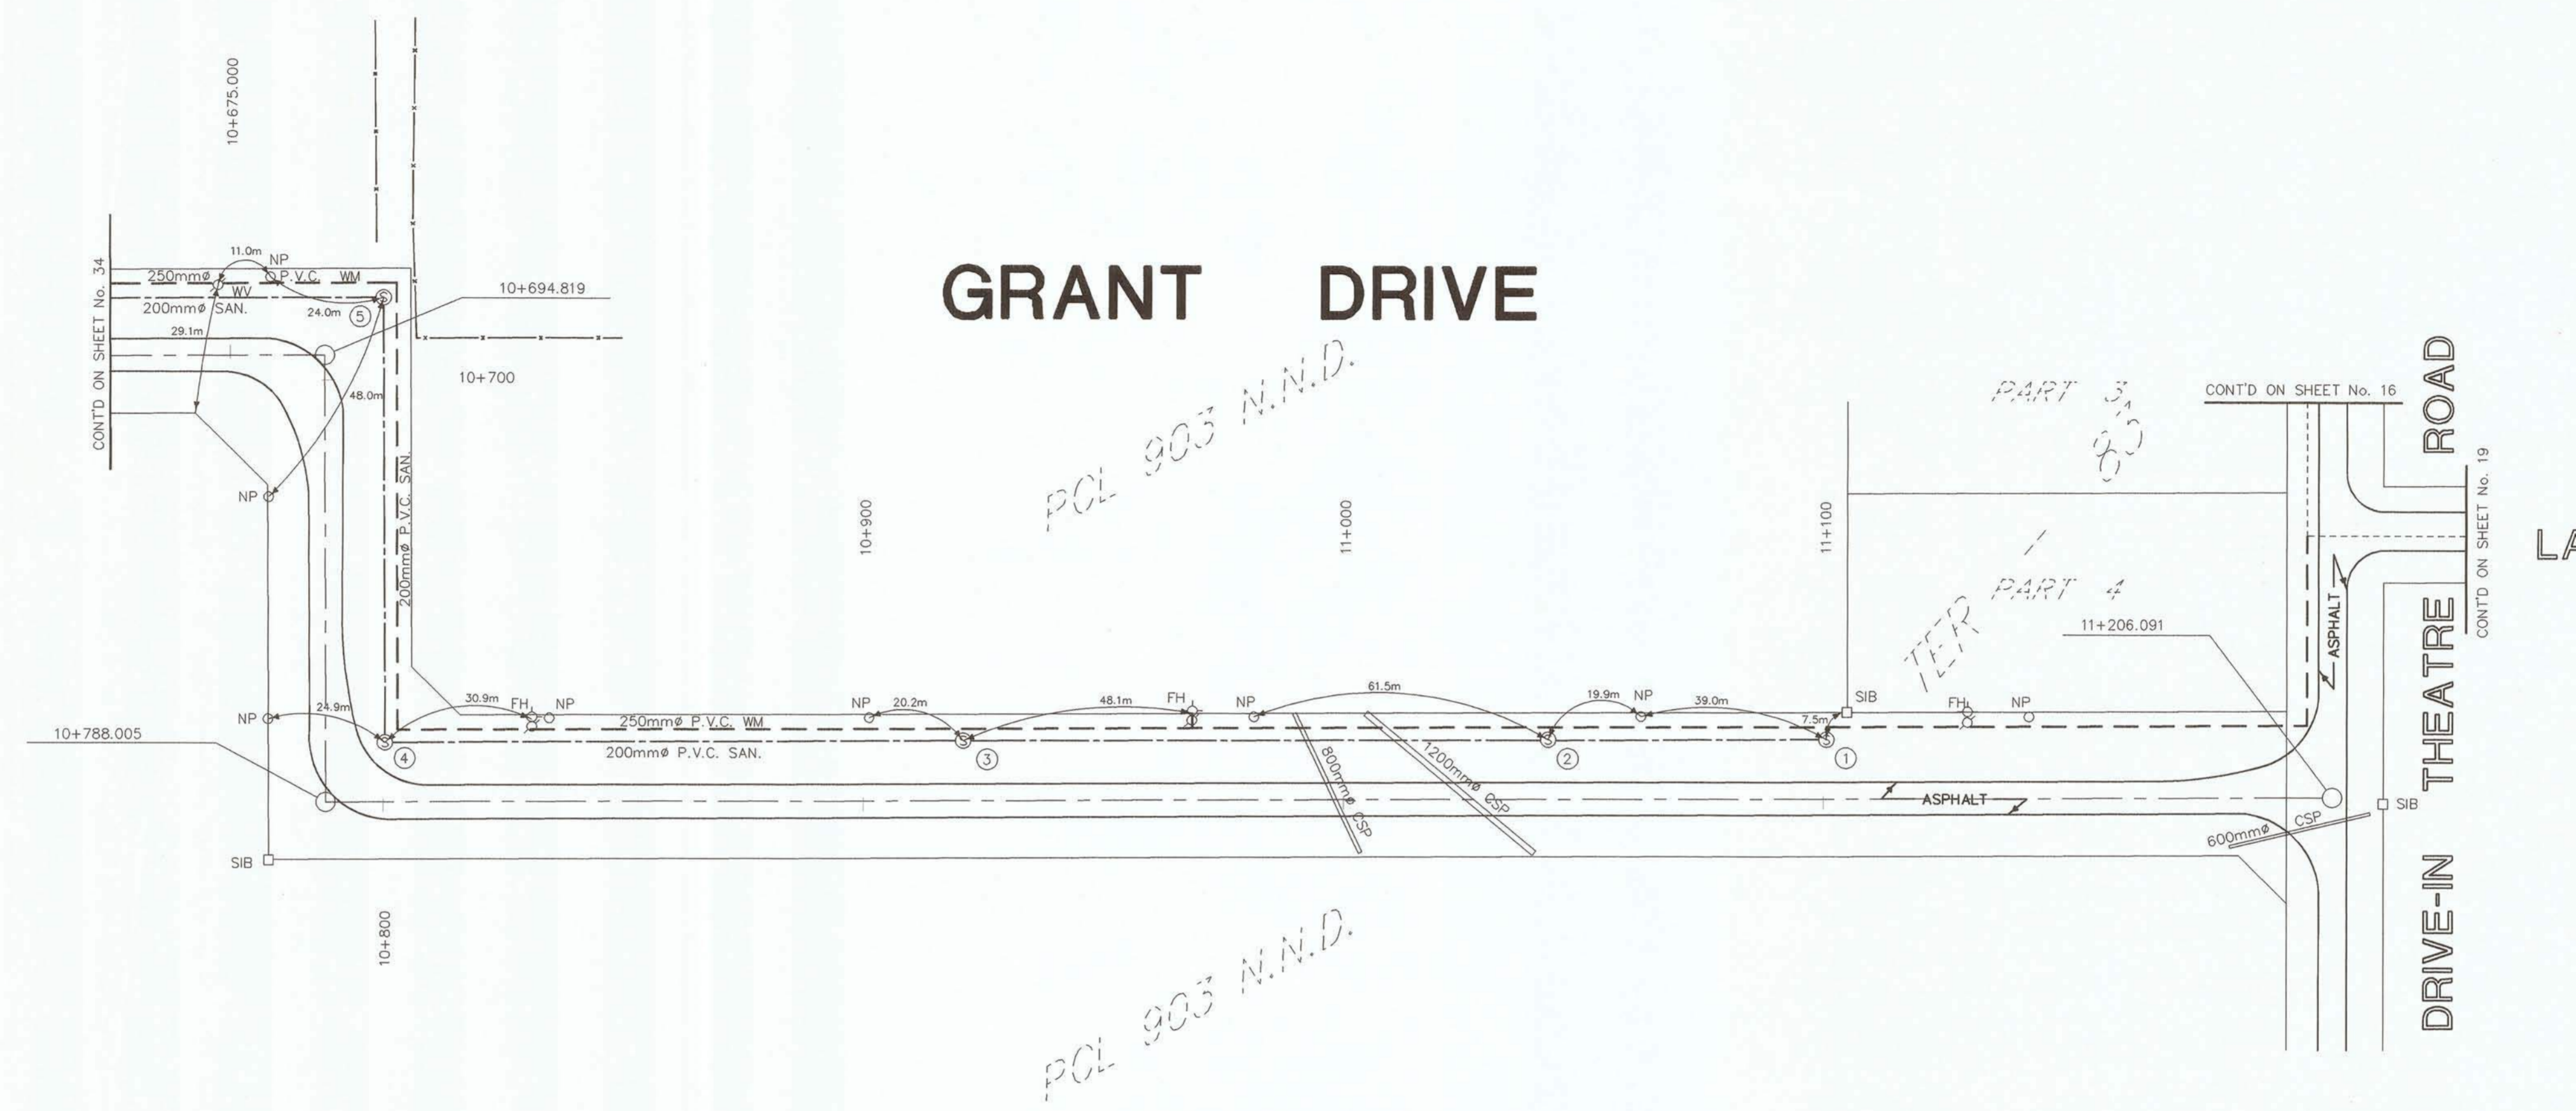 10+675.000
CONT'D ON SHEET No. 34
11.0m
NP
250mmø P.V.C. WM
WV
200mmø SAN.
24.0m
5
29.1m
10+694.819
10+700
48.0m
NP
200mmø P.V.C. SAN.
GRANT DRIVE
PCL 903 N.N.D.
10+900
11+000
11+100
PART 3
PART 4
CONT'D ON SHEET No. 16
CONT'D ON SHEET No. 19
DRIVE-IN THEATRE ROAD
LA
11+206.091
ASPHALT
NP
24.9m
30.9m
FH
NP
250mmø P.V.C. WM
200mmø P.V.C. SAN.
NP
20.2m
48.1m
FH
NP
61.5m
19.9m
NP
39.0m
7.5m
SIB
FH
NP
S
S
S
S
S
4
3
2
1
10+788.005
800mmø CSP
1200mmø CSP
ASPHALT
600mmø CSP
SIB
SIB
10+800
PCL 903 N.N.D.